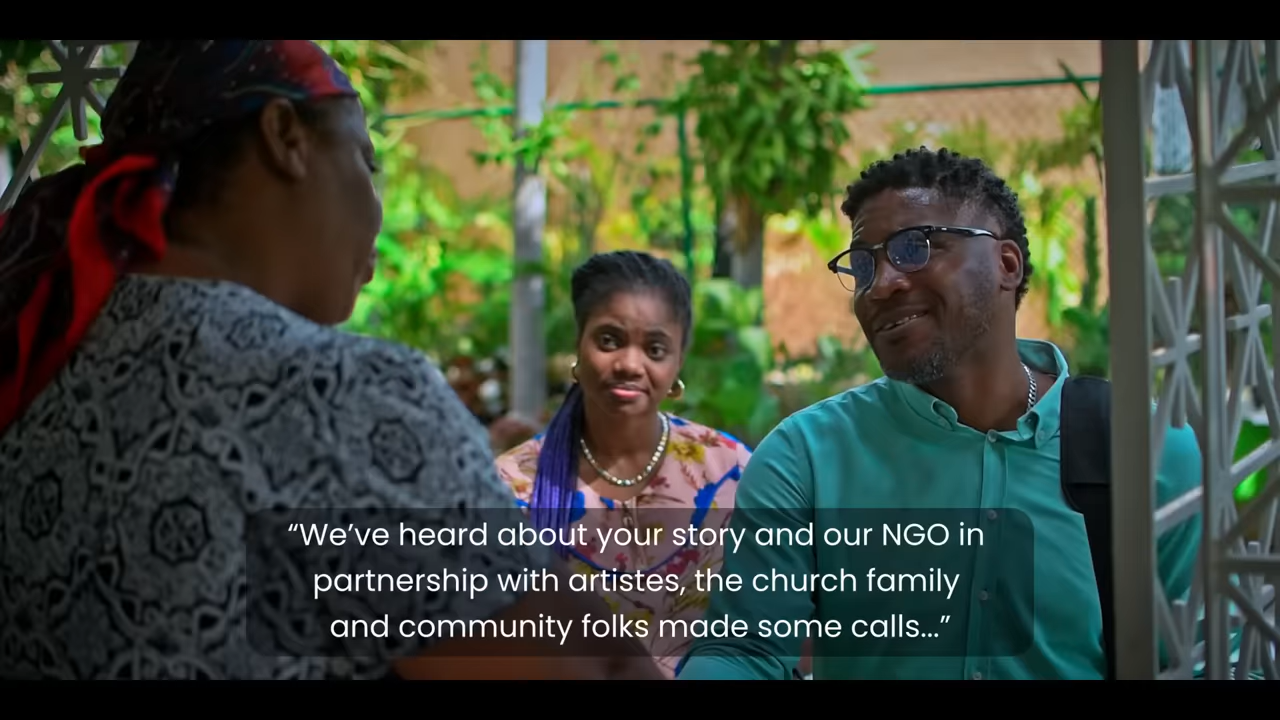 “We’ve heard about your story and our NGO in
partnership with artistes, the church family
and community folks made some calls...”